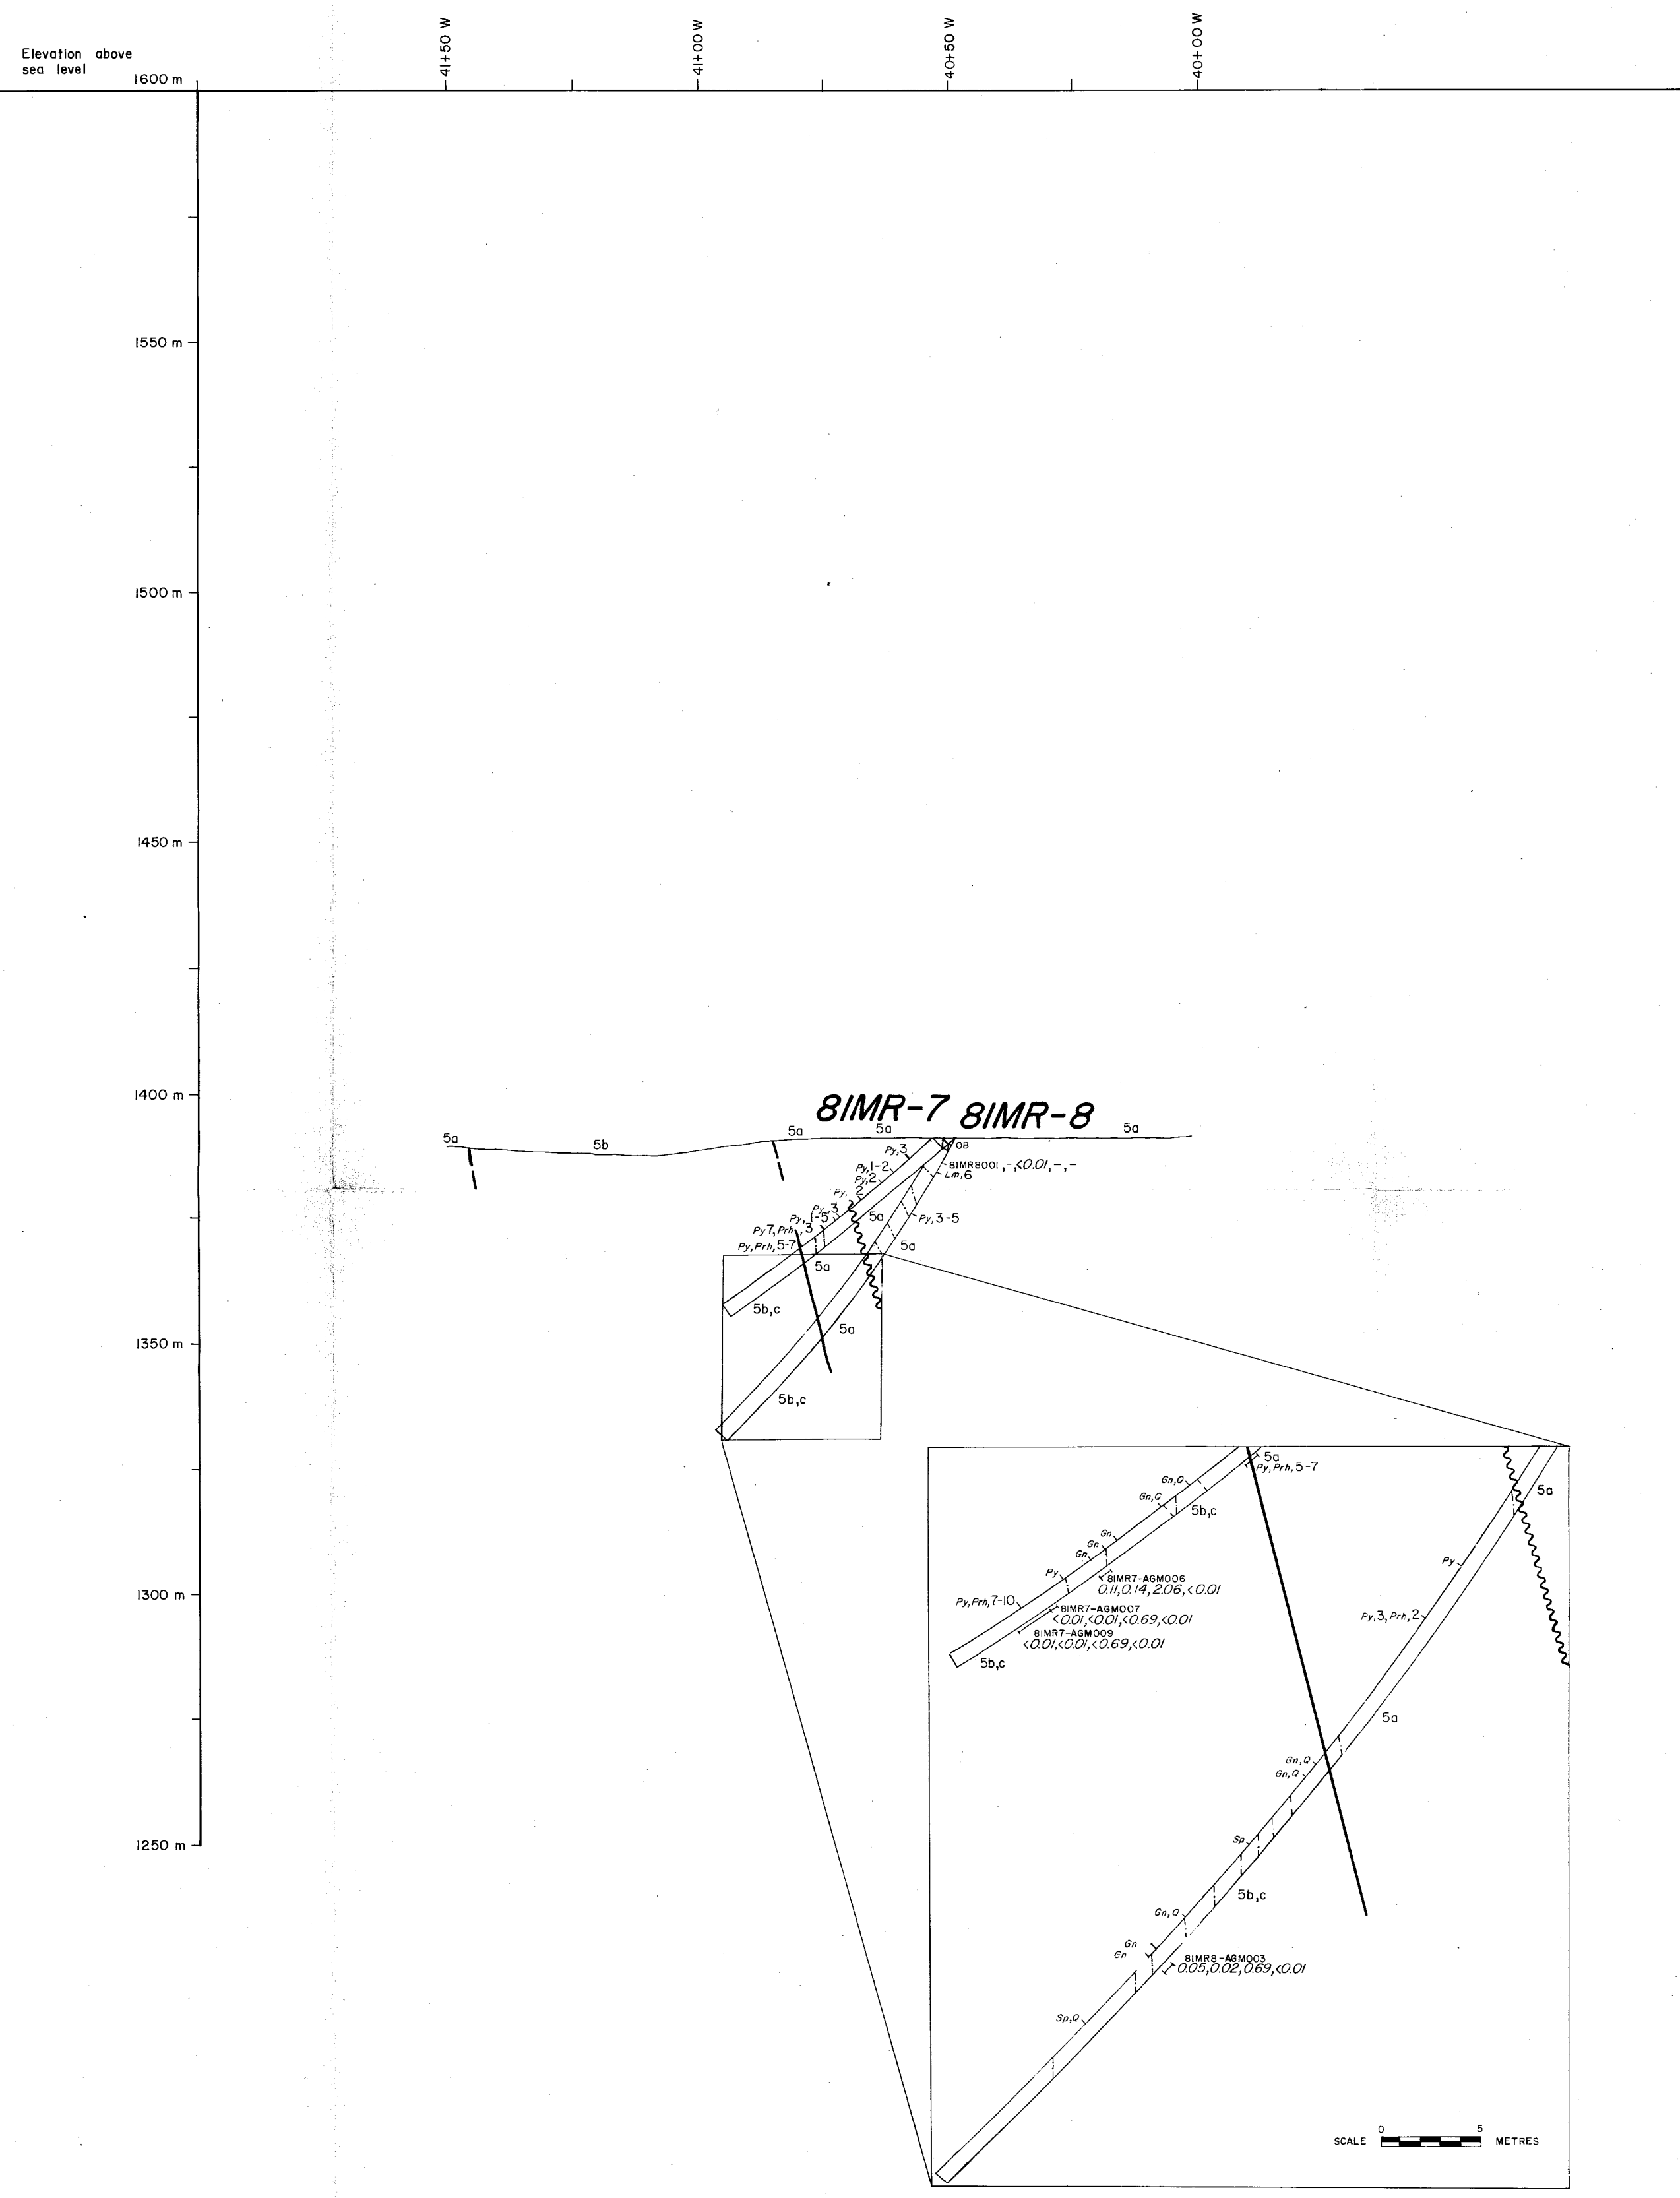 Elevation above
sea level
1600 m
41+50 W
41+00 W
40+50 W
40+00 W
1550 m
1500 m
1450 m
1400 m
1350 m
1300 m
1250 m
81MR-7 81MR-8
5a
5b
5a
5a
5a
OB
Py,3
Py,1-2
Py,2
Py, 2
Py, 3
Py, 1-5
Py7, Prh, 3
Py, Prh, 5-7
81MR8001,-,<0.01,-,-
Lm,6
Py,3-5
5a
5a
5a
5b,c
5a
5b,c
5a
Py, Prh, 5-7
Gn,Q
Gn,Q
5b,c
Gn
Gn
Gn
Py
81MR7-AGM006
0.11,0.14,2.06,<0.01
Py, Prh, 7-10
81MR7-AGM007
<0.01,<0.01,<0.69,<0.01
81MR7-AGM009
<0.01,<0.01,<0.69,<0.01
5b,c
5a
Py
Py,3,Prh,2
5a
Gn,Q
Gn,Q
Sp
5b,c
Gn,Q
Gn
Gn
81MR8-AGM003
0.05,0.02,0.69,<0.01
Sp,Q
0 5
SCALE METRES